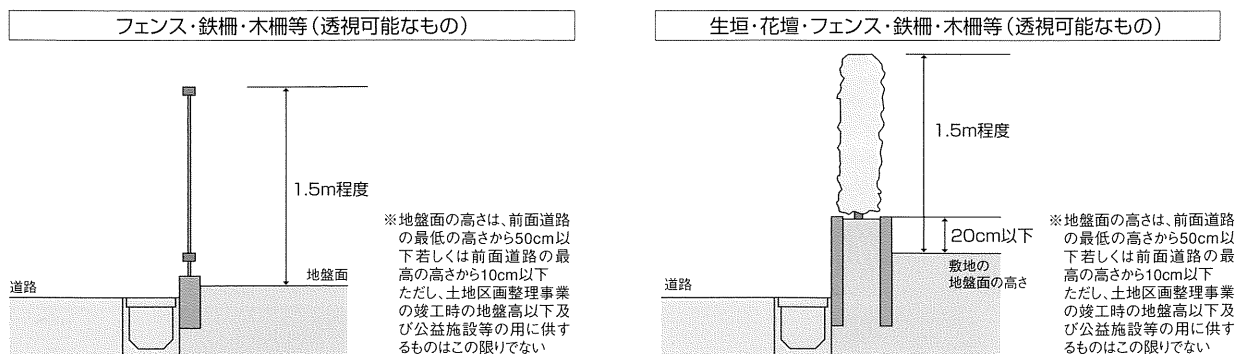 フェンス・鉄柵・木柵等(透視可能なもの)
1.5m程度
地盤面
道路
※地盤面の高さは、前面道路
の最低の高さから50cm以
下若しくは前面道路の最
高の高さから10cm以下
ただし、土地区画整理事業
の竣工時の地盤高以下及
び公益施設等の用に供す
るものはこの限りでない
生垣・花壇・フェンス・鉄柵・木柵等(透視可能なもの)
1.5m程度
20cm以下
敷地の
地盤面の高さ
道路
※地盤面の高さは、前面道路
の最低の高さから50cm以
下若しくは前面道路の最
高の高さから10cm以下
ただし、土地区画整理事業
の竣工時の地盤高以下及
び公益施設等の用に供す
るものはこの限りでない